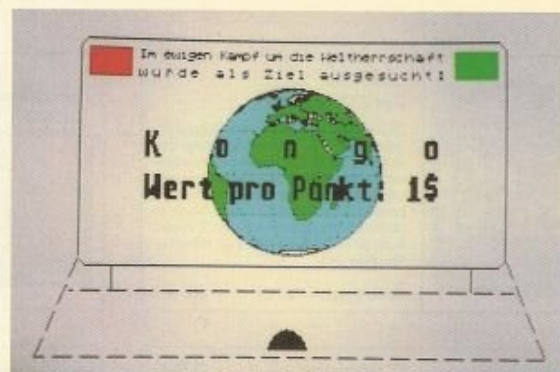 Im ewigen Kampf um die Weltherrschaft
wurde als Ziel ausgesucht:
K o n g o
Wert pro Punkt: 1$